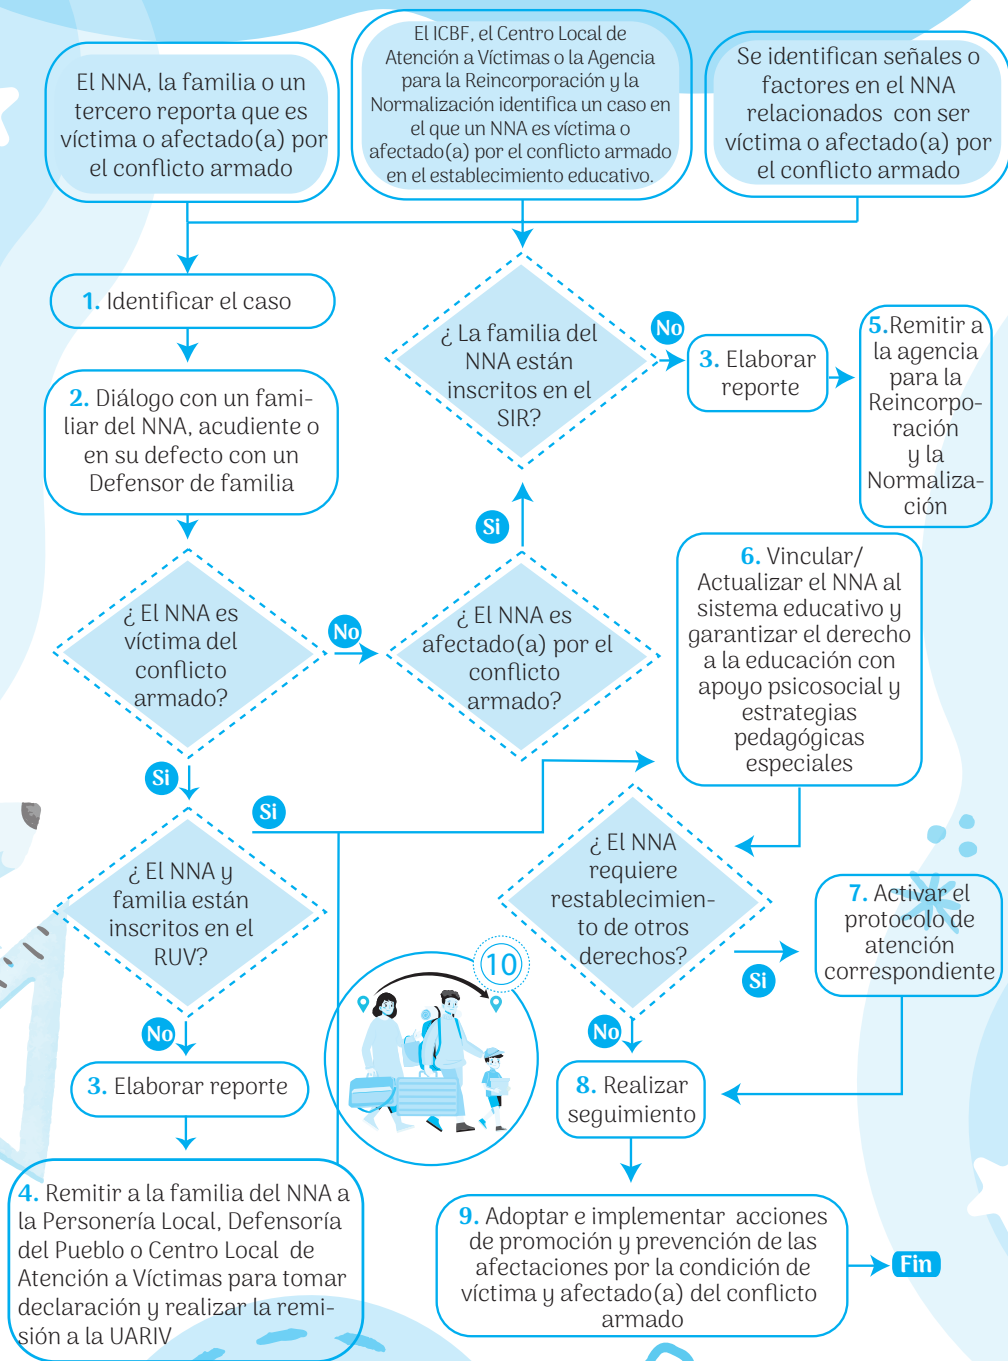 El NNA, la familia o un
tercero reporta que es
víctima o afectado(a) por
el conflicto armado
El ICBF, el Centro Local de
Atención a Víctimas o la Agencia
para la Reincorporación y la
Normalización identifica un caso en
el que un NNA es víctima o
afectado(a) por el conflicto armado
en el establecimiento educativo.
Se identifican señales o
factores en el NNA
relacionados con ser
víctima o afectado(a) por
el conflicto armado
1. Identificar el caso
2. Diálogo con un fami-
liar del NNA, acudiente o
en su defecto con un
Defensor de familia
¿ El NNA es
víctima del
conflicto
armado?
No
¿ El NNA es
afectado(a) por el
conflicto
armado?
Si
¿ La familia del
NNA están
inscritos en el
SIR?
No
3. Elaborar
reporte
5.Remitir a
la agencia
para la
Reincorpo-
ración
y la
Normaliza-
ción
Si
¿ El NNA y
familia están
inscritos en el
RUV?
Si
No
3. Elaborar reporte
4. Remitir a la familia del NNA a
la Personería Local, Defensoría
del Pueblo o Centro Local de
Atención a Víctimas para tomar
declaración y realizar la remi-
sión a la UARIV
6. Vincular/
Actualizar el NNA al
sistema educativo y
garantizar el derecho
a la educación con
apoyo psicosocial y
estrategias
pedagógicas
especiales
¿ El NNA
requiere
restablecimien-
to de otros
derechos?
Si
7. Activar el
protocolo de
atención
correspondiente
No
8. Realizar
seguimiento
9. Adoptar e implementar acciones
de promoción y prevención de las
afectaciones por la condición de
víctima y afectado(a) del conflicto
armado
Fin
10